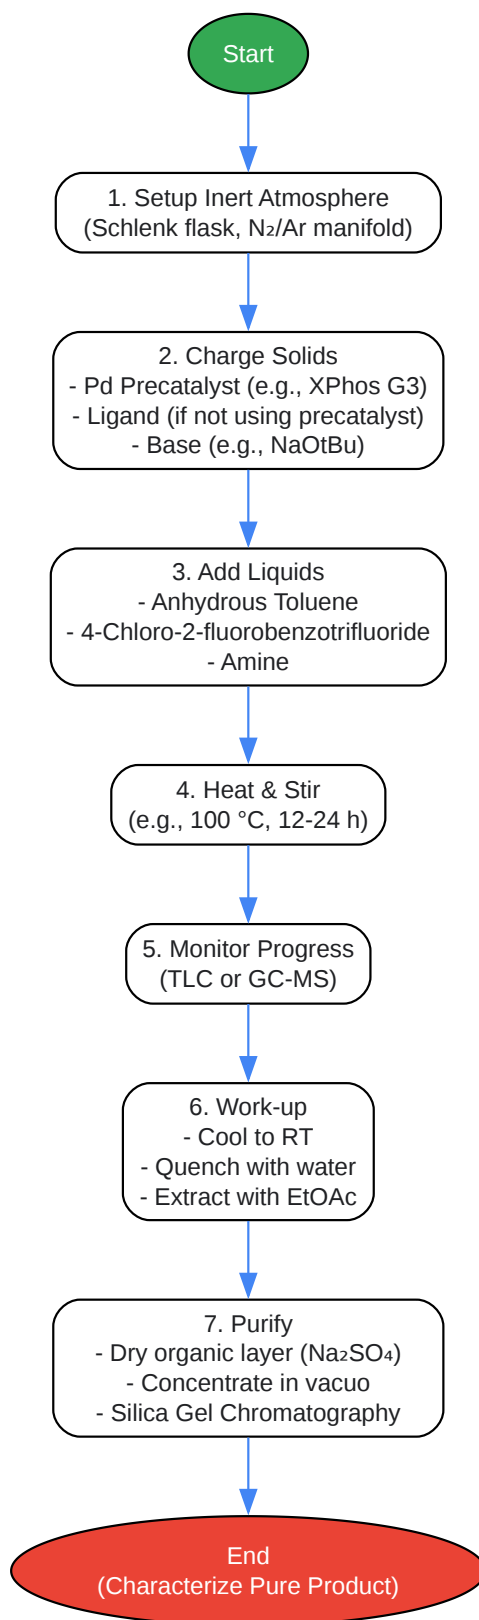 Start
1. Setup Inert Atmosphere
(Schlenk flask, N₂/Ar manifold)
2. Charge Solids
- Pd Precatalyst (e.g., XPhos G3)
- Ligand (if not using precatalyst)
- Base (e.g., NaOtBu)
3. Add Liquids
- Anhydrous Toluene
- 4-Chloro-2-fluorobenzotrifluoride
- Amine
4. Heat & Stir
(e.g., 100 °C, 12-24 h)
5. Monitor Progress
(TLC or GC-MS)
6. Work-up
- Cool to RT
- Quench with water
- Extract with EtOAc
7. Purify
- Dry organic layer (Na₂SO₄)
- Concentrate in vacuo
- Silica Gel Chromatography
End
(Characterize Pure Product)